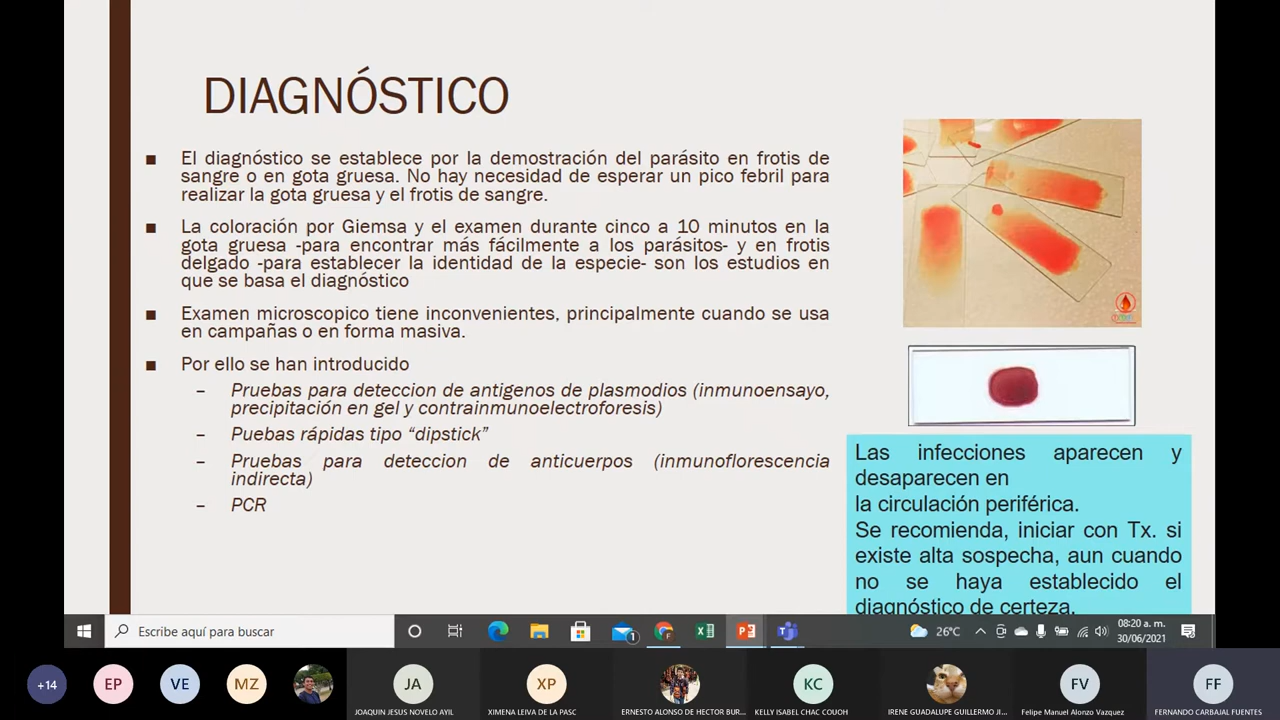 DIAGNÓSTICO
■ El diagnóstico se establece por la demostración del parásito en frotis de
sangre o en gota gruesa. No hay necesidad de esperar un pico febril para
realizar la gota gruesa y el frotis de sangre.
■ La coloración por Giemsa y el examen durante cinco a 10 minutos en la
gota gruesa -para encontrar más fácilmente a los parásitos- y en frotis
delgado -para establecer la identidad de la especie- son los estudios en
que se basa el diagnóstico
■ Examen microscopico tiene inconvenientes, principalmente cuando se usa
en campañas o en forma masiva.
■ Por ello se han introducido
– Pruebas para deteccion de antigenos de plasmodios (inmunoensayo,
precipitación en gel y contrainmunoelectroforesis)
– Puebas rápidas tipo “dipstick”
– Pruebas para deteccion de anticuerpos (inmunoflorescencia
indirecta)
– PCR
Las infecciones aparecen y
desaparecen en
la circulación periférica.
Se recomienda, iniciar con Tx. si
existe alta sospecha, aun cuando
no se haya establecido el
diagnóstico de certeza.
Escribe aquí para buscar
1
26°C
08:20 a. m.
30/06/2021
+14
EP
VE
MZ
JA
XP
KC
FV
FF
JOAQUIN JESUS NOVELO AYIL
XIMENA LEIVA DE LA PASC
ERNESTO ALONSO DE HECTOR BUR...
KELLY ISABEL CHAC COUOH
IRENE GUADALUPE GUILLERMO JI...
Felipe Manuel Alonzo Vazquez
FERNANDO CARBAJAL FUENTES